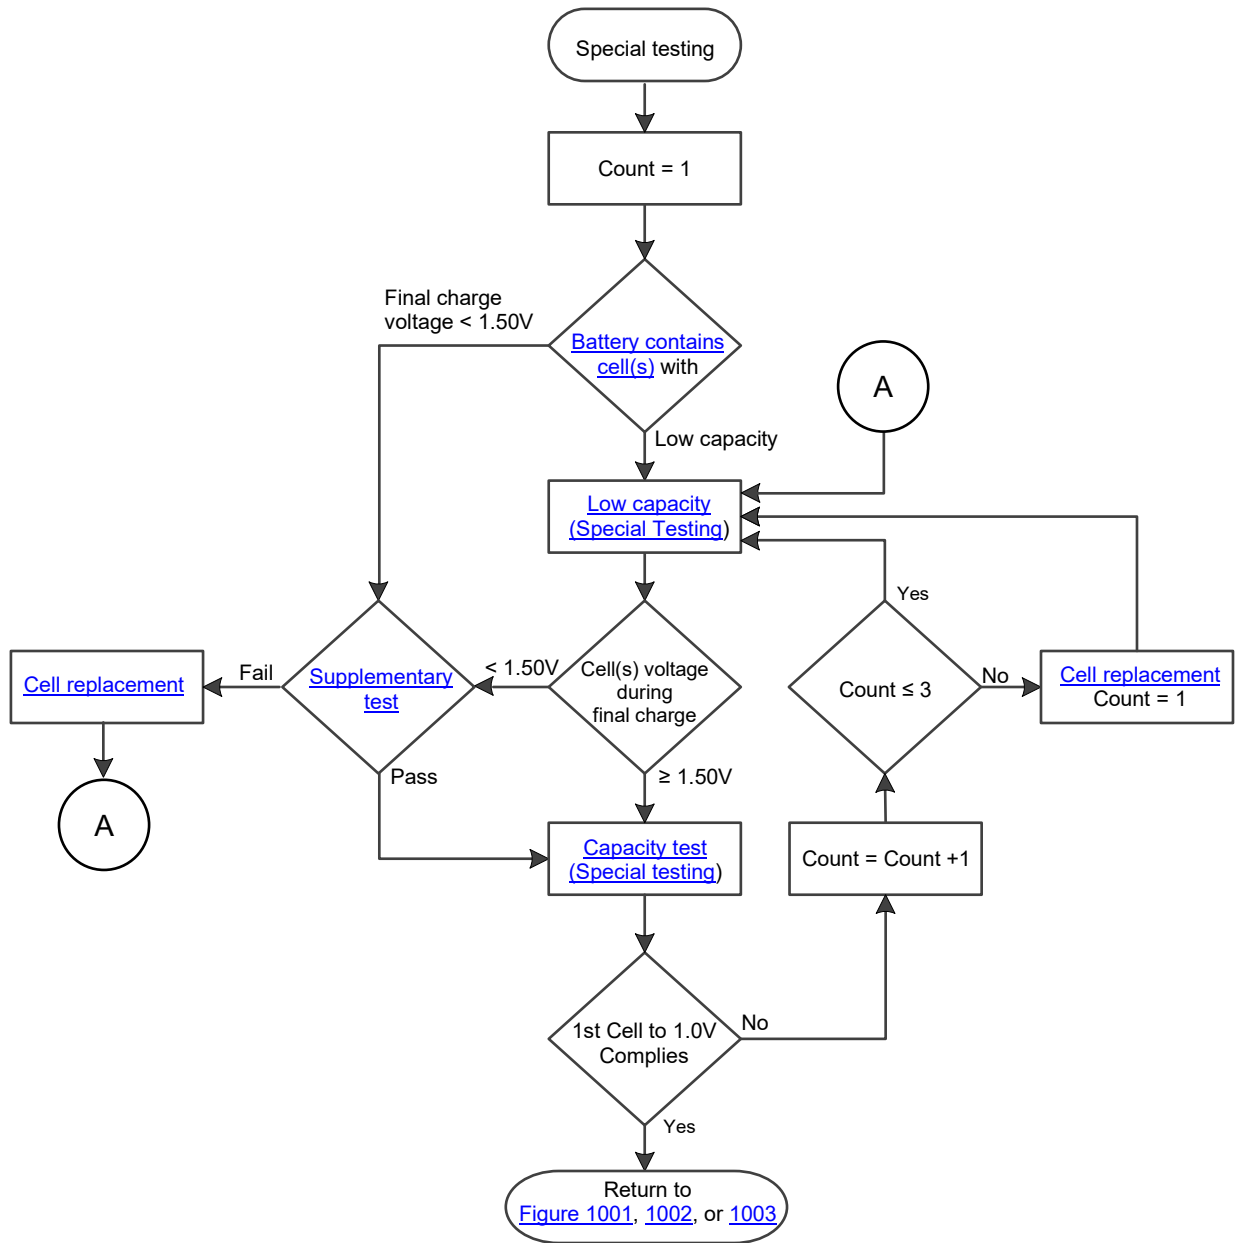 Special testing
Count = 1
Final charge
voltage < 1.50V
Battery contains
cell(s) with
A
Low capacity
Low capacity
(Special Testing)
Yes
Cell replacement
Fail
Supplementary
test
< 1.50V
Cell(s) voltage
during
final charge
Count ≤ 3
No
Cell replacement
Count = 1
Pass
≥ 1.50V
A
Capacity test
(Special testing)
Count = Count +1
1st Cell to 1.0V
Complies
No
Yes
Return to
Figure 1001, 1002, or 1003